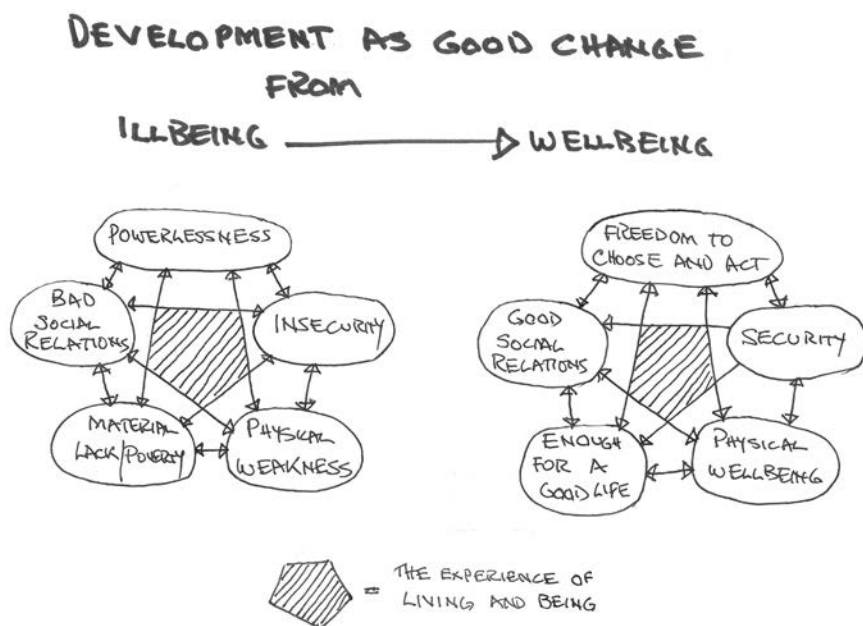 DEVELOPMENT AS GOOD CHANGE
FROM
ILLBEING
WELLBEING
POWERLESSNESS
BAD
SOCIAL
RELATIONS
INSECURITY
MATERIAL
LACK/POVERTY
PHYSICAL
WEAKNESS
FREEDOM TO
CHOOSE AND ACT
GOOD
SOCIAL
RELATIONS
SECURITY
ENOUGH
FOR A
GOOD LIFE
PHYSICAL
WELLBEING
= THE EXPERIENCE OF
LIVING AND BEING